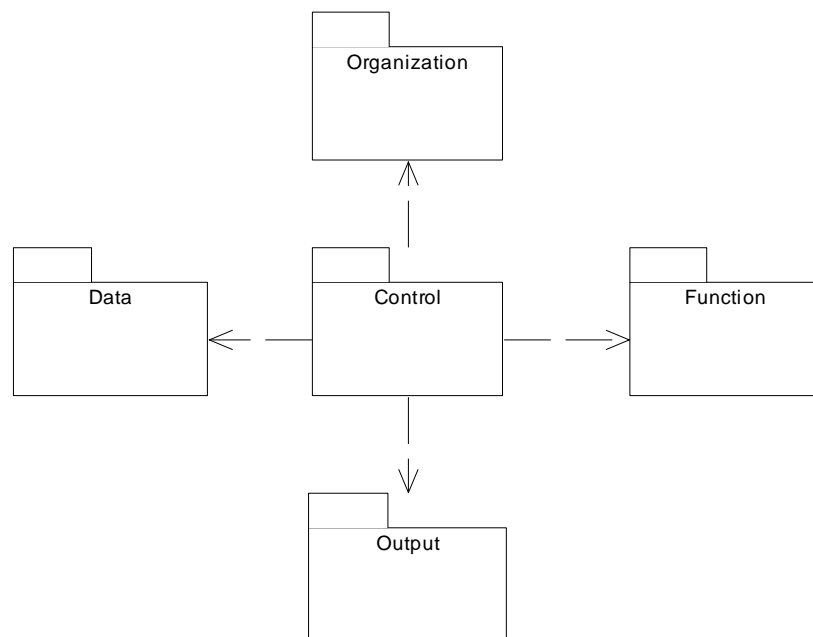 Organization
Data
Control
Function
Output